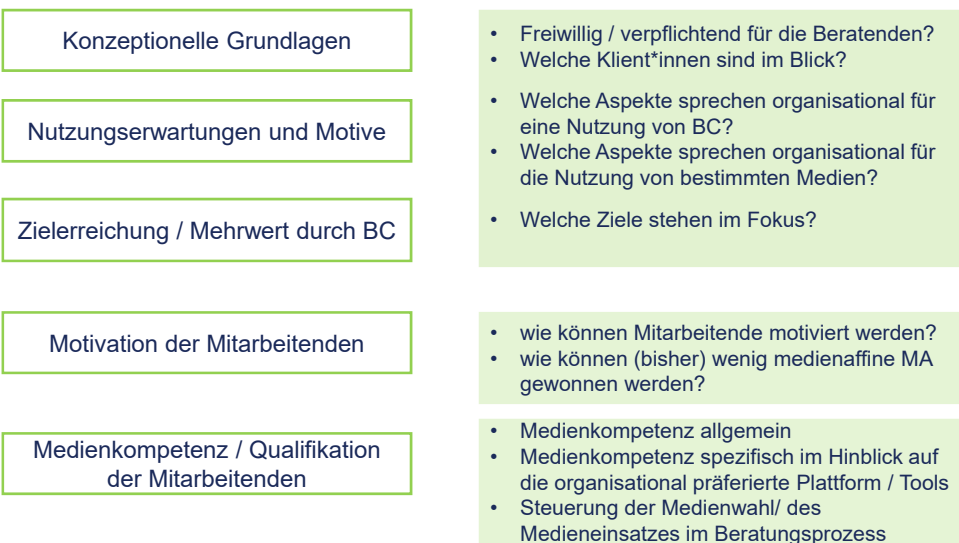 Konzeptionelle Grundlagen
• Freiwillig / verpflichtend für die Beratenden?
• Welche Klient*innen sind im Blick?
Nutzungserwartungen und Motive
• Welche Aspekte sprechen organisational für
eine Nutzung von BC?
• Welche Aspekte sprechen organisational für
die Nutzung von bestimmten Medien?
Zielerreichung / Mehrwert durch BC
• Welche Ziele stehen im Fokus?
Motivation der Mitarbeitenden
• wie können Mitarbeitende motiviert werden?
• wie können (bisher) wenig medienaffine MA
gewonnen werden?
Medienkompetenz / Qualifikation
der Mitarbeitenden
• Medienkompetenz allgemein
• Medienkompetenz spezifisch im Hinblick auf
die organisational präferierte Plattform / Tools
• Steuerung der Medienwahl/ des
Medieneinsatzes im Beratungsprozess